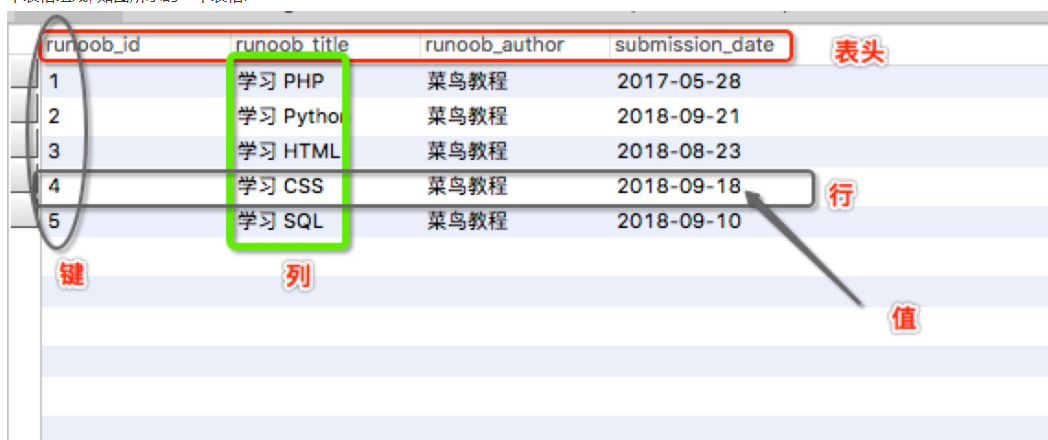 runoob_id runoob_title runoob_author submission_date 表头
1 学习 PHP 菜鸟教程 2017-05-28
2 学习 Python 菜鸟教程 2018-09-21
3 学习 HTML 菜鸟教程 2018-08-23
4 学习 CSS 菜鸟教程 2018-09-18 行
5 学习 SQL 菜鸟教程 2018-09-10
键 列
值